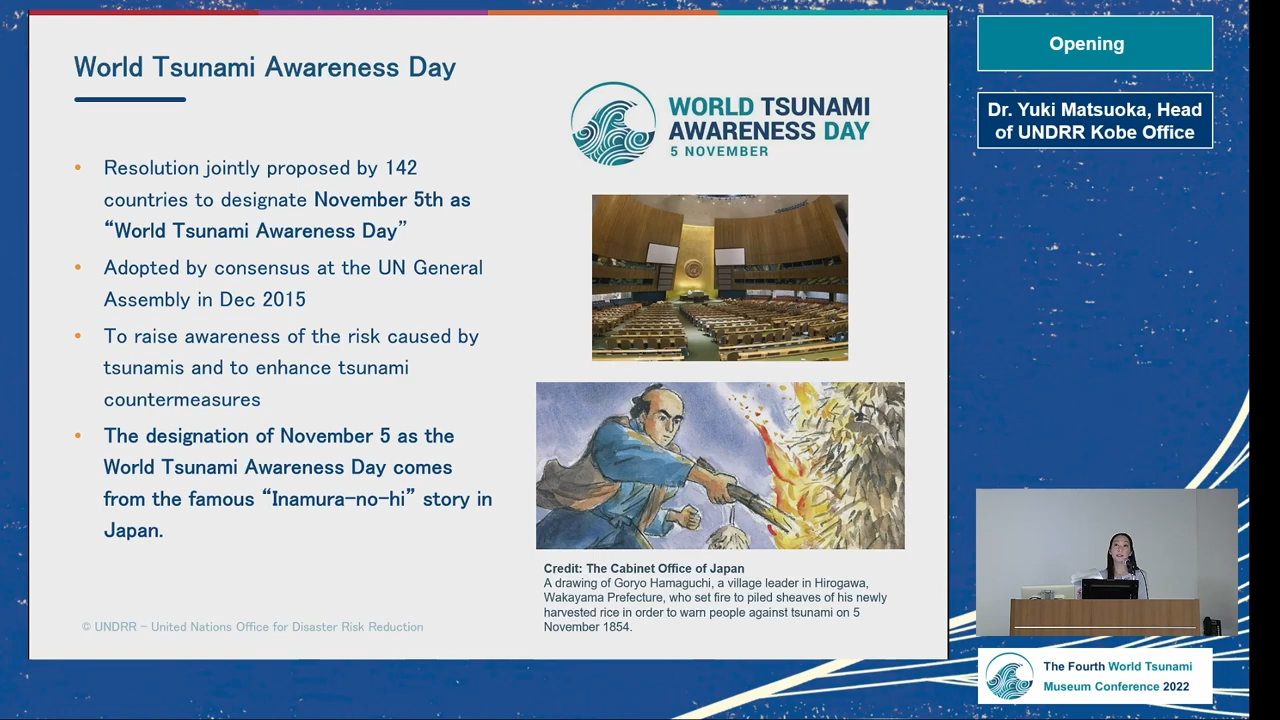 World Tsunami Awareness Day
WORLD TSUNAMI
AWARENESS DAY
5 NOVEMBER
• Resolution jointly proposed by 142
countries to designate November 5th as
“World Tsunami Awareness Day”
• Adopted by consensus at the UN General
Assembly in Dec 2015
• To raise awareness of the risk caused by
tsunamis and to enhance tsunami
countermeasures
• The designation of November 5 as the
World Tsunami Awareness Day comes
from the famous “Inamura-no-hi” story in
Japan.
Credit: The Cabinet Office of Japan
A drawing of Goryo Hamaguchi, a village leader in Hirogawa,
Wakayama Prefecture, who set fire to piled sheaves of his newly
harvested rice in order to warn people against tsunami on 5
November 1854.
© UNDRR – United Nations Office for Disaster Risk Reduction
Opening
Dr. Yuki Matsuoka, Head
of UNDRR Kobe Office
The Fourth World Tsunami
Museum Conference 2022